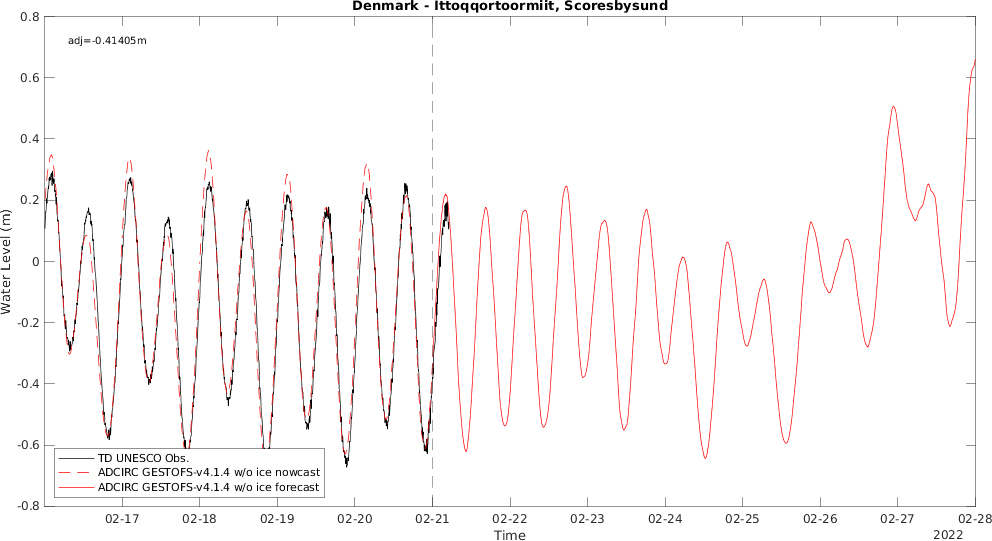 Denmark - Ittoqqortoormiit, Scoresbysund
adj=-0.41405m
0.8
0.6
0.4
0.2
0
-0.2
-0.4
-0.6
-0.8
Water Level (m)
TD UNESCO Obs.
ADCIRC GESTOFS-v4.1.4 w/o ice nowcast
ADCIRC GESTOFS-v4.1.4 w/o ice forecast
02-17 02-18 02-19 02-20 02-21 02-22 02-23 02-24 02-25 02-26 02-27 02-28
Time
2022